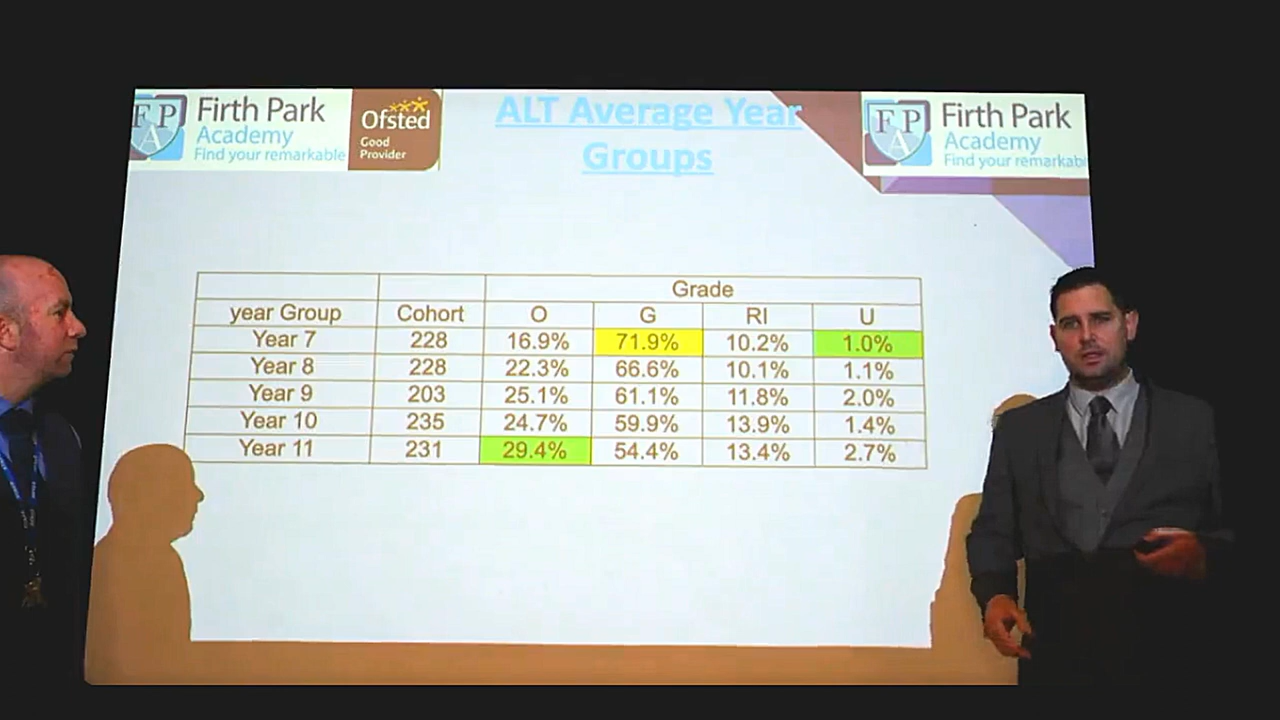 F P A
Firth Park
Academy
Find your remarkable
Ofsted
Good
Provider
ALT Average Year
Groups
F P A
Firth Park
Academy
Find your remarkabl
Grade
year Group Cohort O G RI U
Year 7 228 16.9% 71.9% 10.2% 1.0%
Year 8 228 22.3% 66.6% 10.1% 1.1%
Year 9 203 25.1% 61.1% 11.8% 2.0%
Year 10 235 24.7% 59.9% 13.9% 1.4%
Year 11 231 29.4% 54.4% 13.4% 2.7%